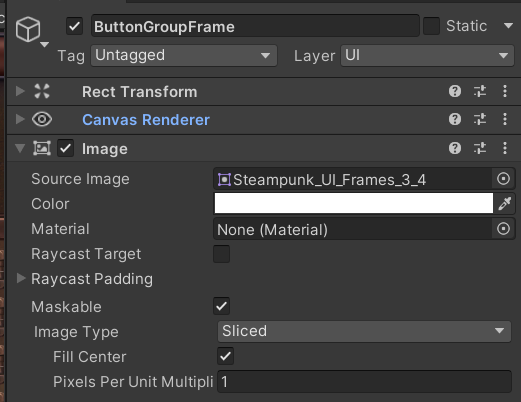 ButtonGroupFrame Static
Tag Untagged Layer UI
Rect Transform
Canvas Renderer
Image
Source Image Steampunk_UI_Frames_3_4
Color
Material None (Material)
Raycast Target
Raycast Padding
Maskable
Image Type Sliced
Fill Center
Pixels Per Unit Multipli 1